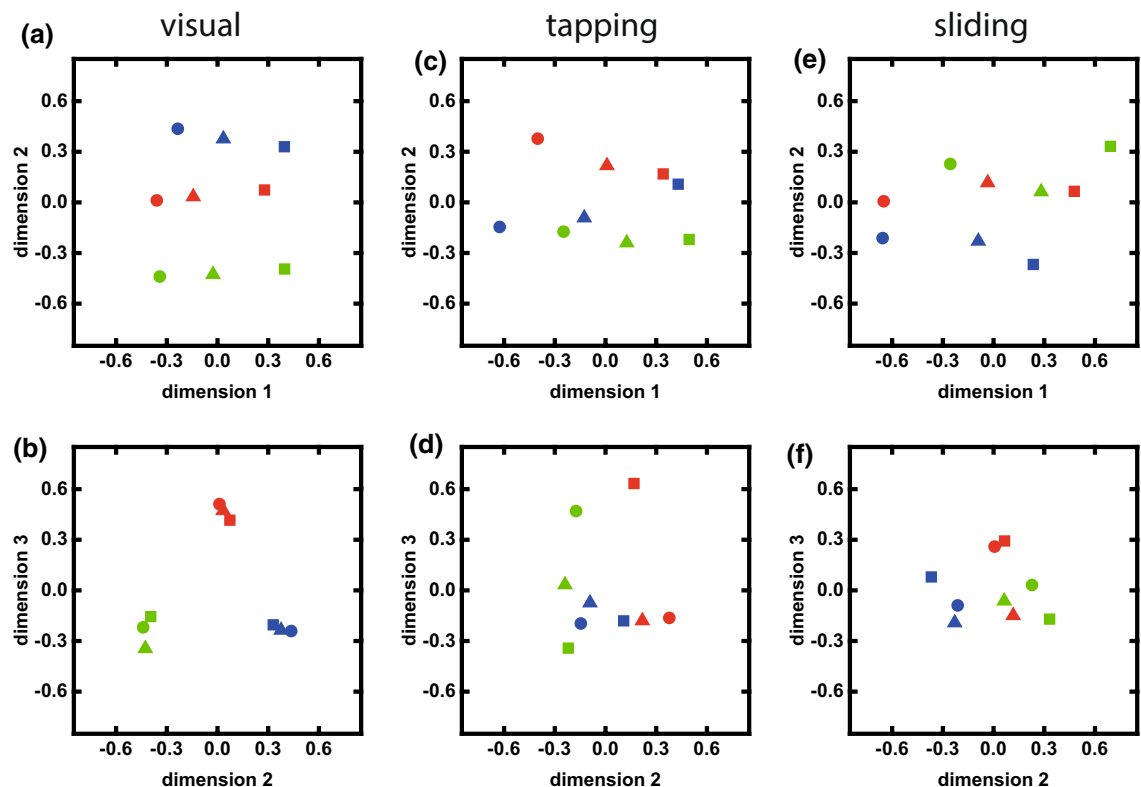 visual tapping sliding
(a) (c) (e)
0.6 0.6 0.6
0.3 0.3 0.3
0.0 0.0 0.0
-0.3 -0.3 -0.3
-0.6 -0.6 -0.6
dimension 2 dimension 2 dimension 2
-0.6 -0.3 0.0 0.3 0.6 -0.6 -0.3 0.0 0.3 0.6 -0.6 -0.3 0.0 0.3 0.6
dimension 1 dimension 1 dimension 1
(b) (d) (f)
0.6 0.6 0.6
0.3 0.3 0.3
0.0 0.0 0.0
-0.3 -0.3 -0.3
-0.6 -0.6 -0.6
dimension 3 dimension 3 dimension 3
-0.6 -0.3 0.0 0.3 0.6 -0.6 -0.3 0.0 0.3 0.6 -0.6 -0.3 0.0 0.3 0.6
dimension 2 dimension 2 dimension 2